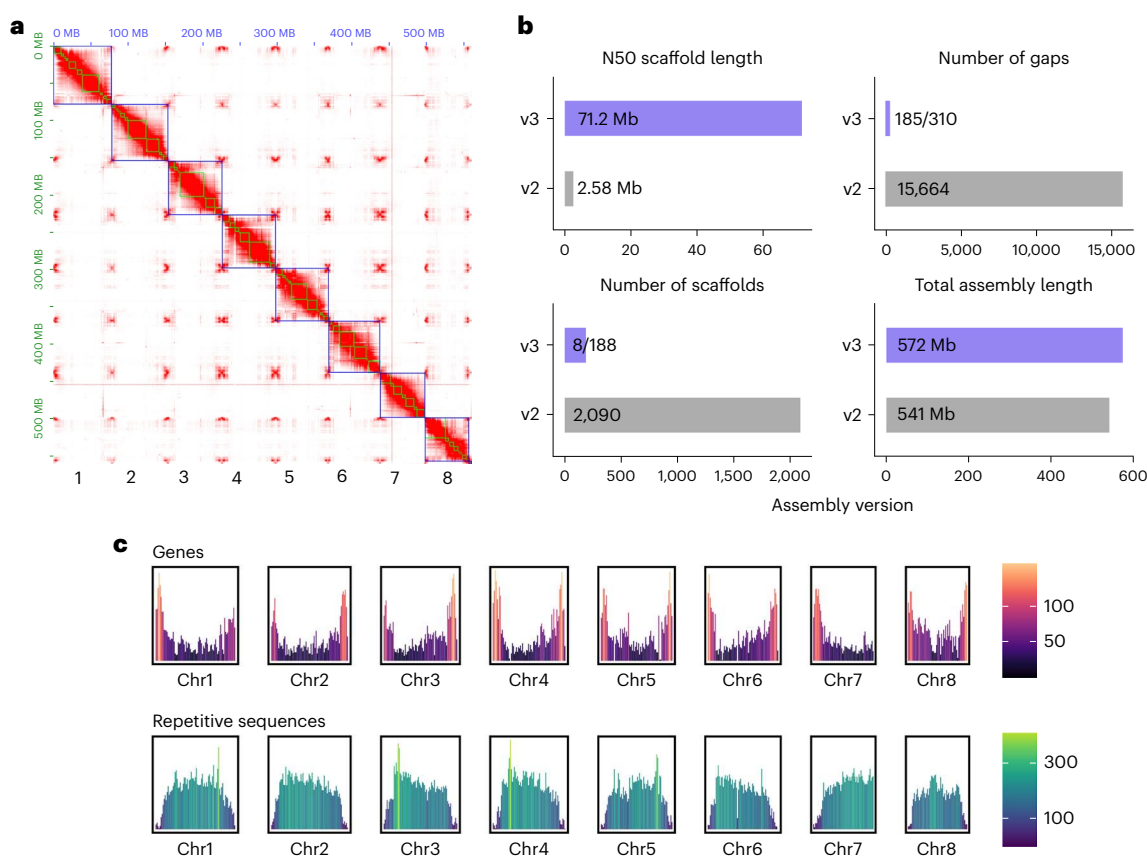 a
0 MB 100 MB 200 MB 300 MB 400 MB 500 MB
0 MB
100 MB
200 MB
300 MB
400 MB
500 MB
1 2 3 4 5 6 7 8
b
N50 scaffold length
v3 71.2 Mb
v2 2.58 Mb
0 20 40 60
Number of gaps
v3 185/310
v2 15,664
0 5,000 10,000 15,000
Number of scaffolds
v3 8/188
v2 2,090
0 500 1,000 1,500 2,000
Total assembly length
v3 572 Mb
v2 541 Mb
0 200 400 600
Assembly version
c
Genes
Chr1 Chr2 Chr3 Chr4 Chr5 Chr6 Chr7 Chr8
100
50
Repetitive sequences
Chr1 Chr2 Chr3 Chr4 Chr5 Chr6 Chr7 Chr8
300
100